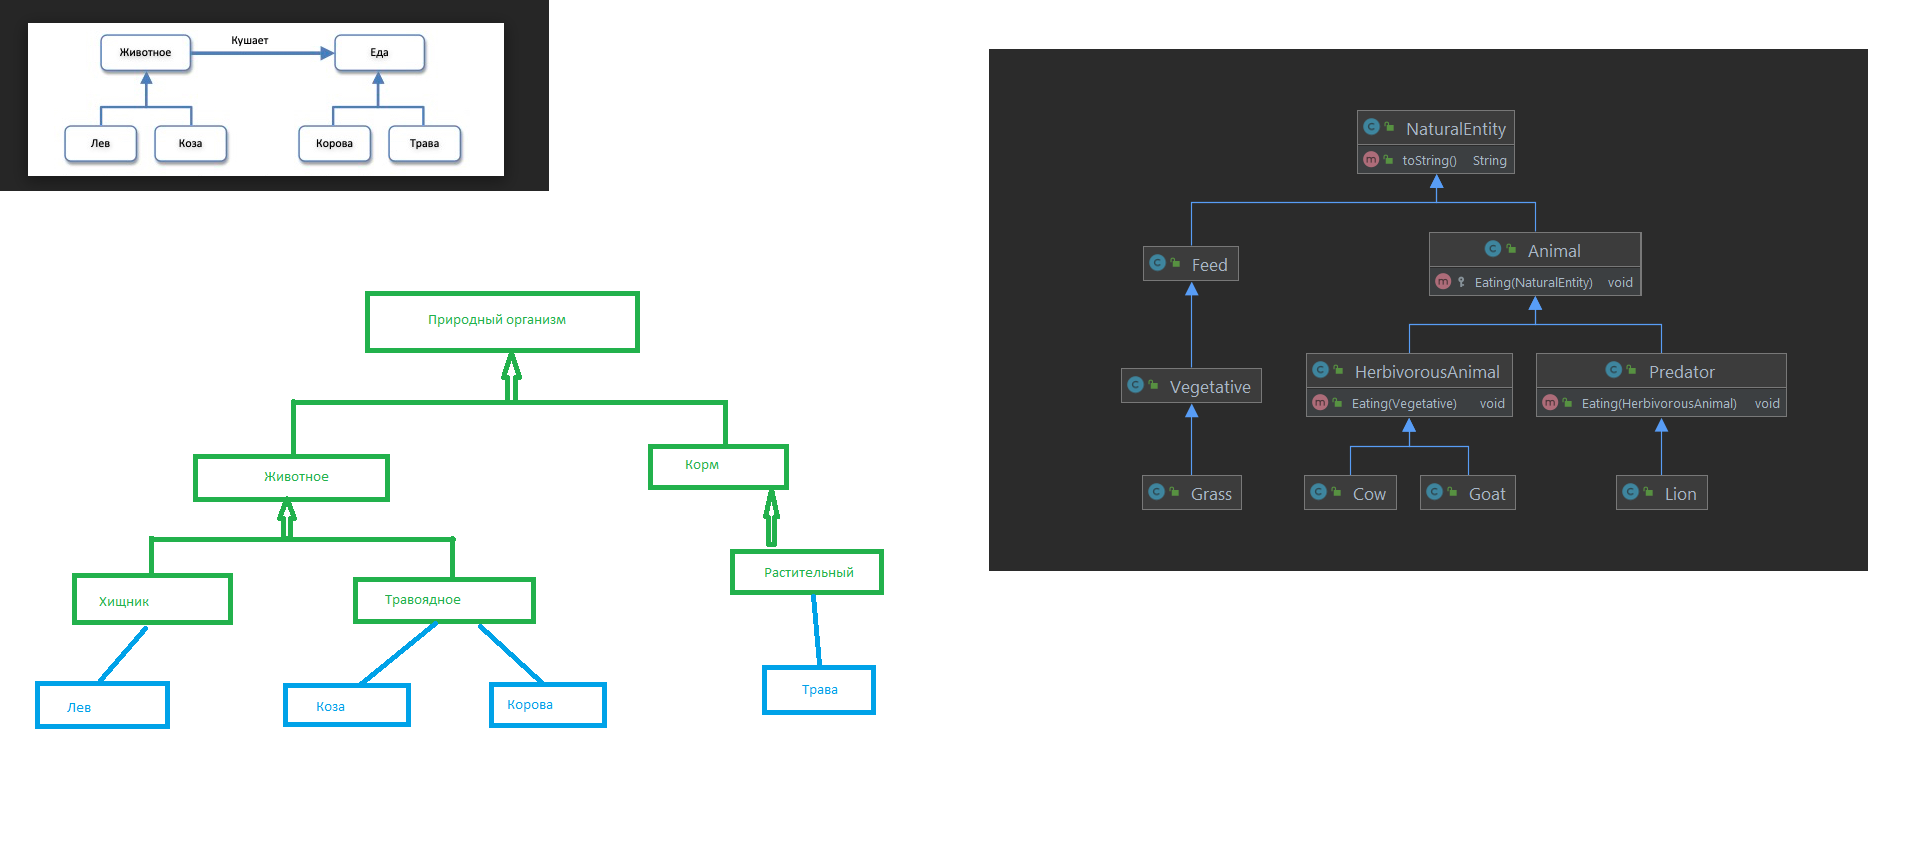 Кушает
Животное
Еда
Лев
Коза
Корова
Трава
Природный организм
Животное
Корм
Хищник
Травоядное
Растительный
Лев
Коза
Корова
Трава
C NaturalEntity
m toString() String
C Feed
C Animal
m Eating(NaturalEntity) void
C Vegetative
C HerbivorousAnimal
m Eating(Vegetative) void
C Predator
m Eating(HerbivorousAnimal) void
C Grass
C Cow
C Goat
C Lion